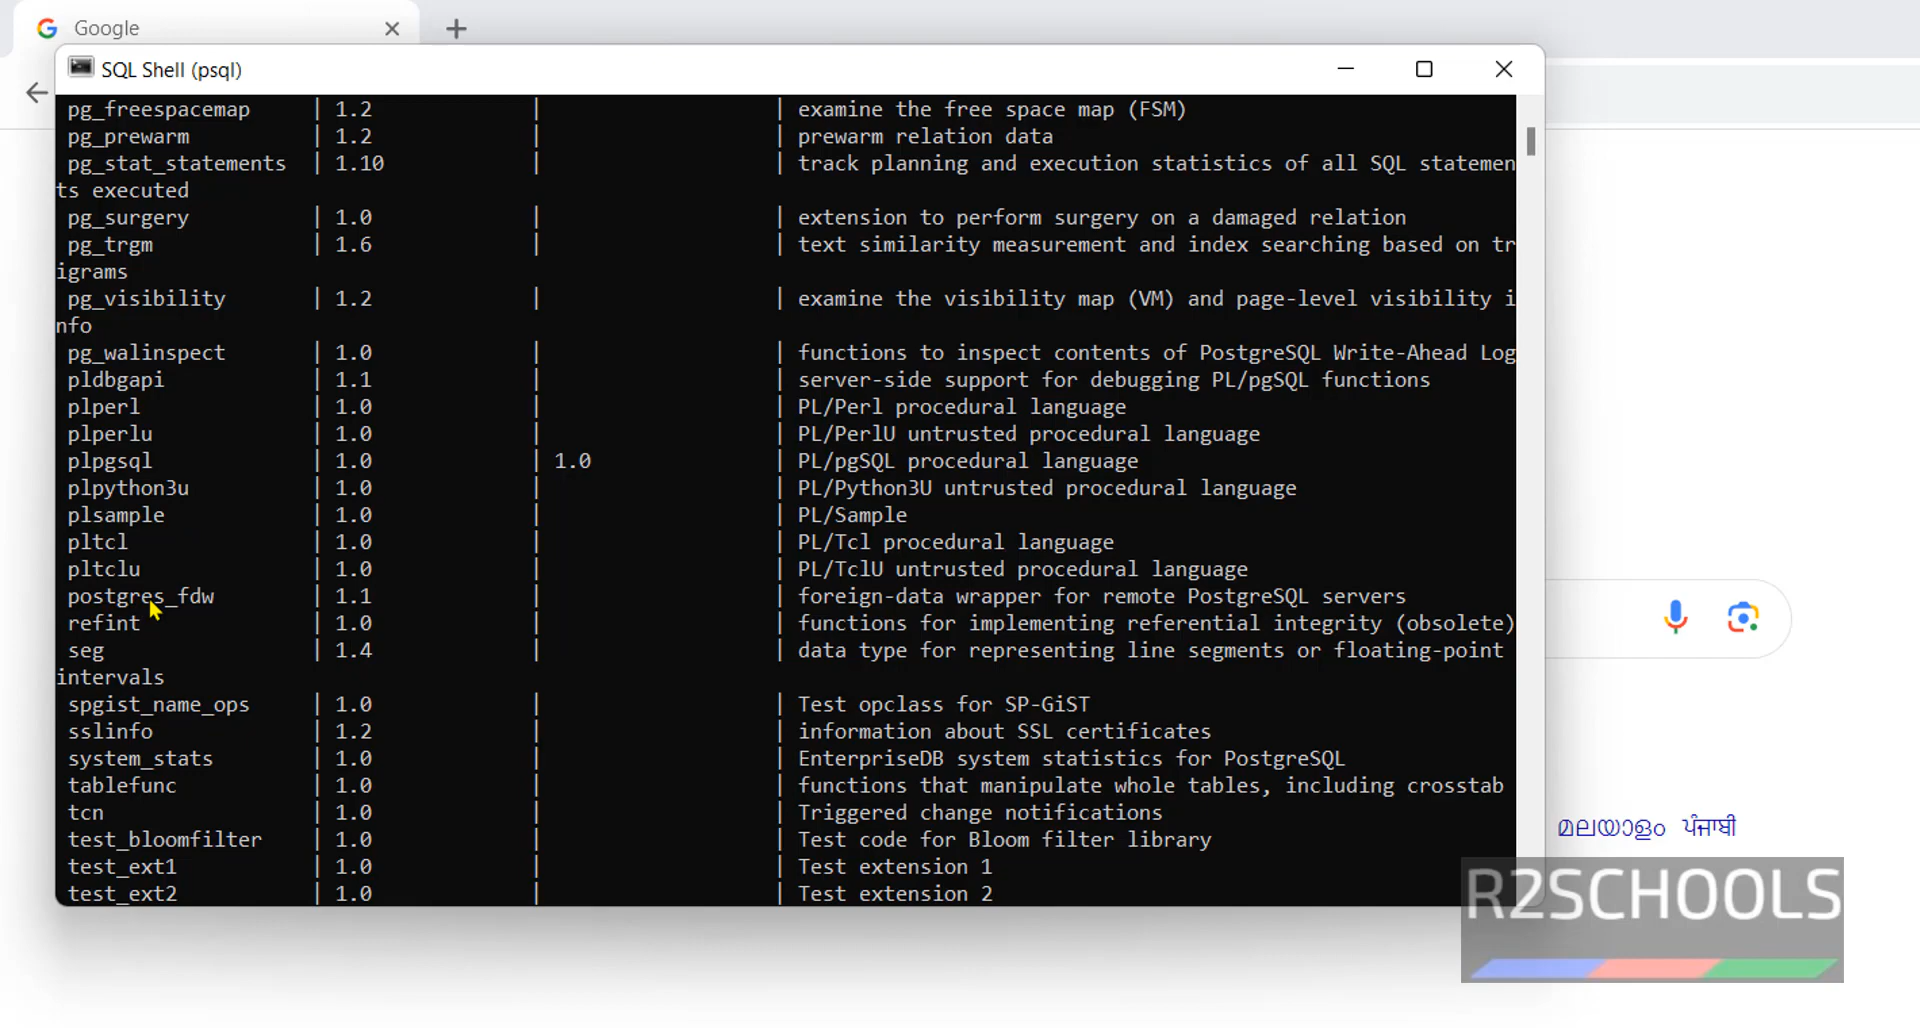 Google
SQL Shell (psql)
pg_freespacemap | 1.2 | | examine the free space map (FSM)
pg_prewarm | 1.2 | | prewarm relation data
pg_stat_statements | 1.10 | | track planning and execution statistics of all SQL statemen
ts executed
pg_surgery | 1.0 | | extension to perform surgery on a damaged relation
pg_trgm | 1.6 | | text similarity measurement and index searching based on tr
igrams
pg_visibility | 1.2 | | examine the visibility map (VM) and page-level visibility i
nfo
pg_walinspect | 1.0 | | functions to inspect contents of PostgreSQL Write-Ahead Log
pldbgapi | 1.1 | | server-side support for debugging PL/pgSQL functions
plperl | 1.0 | | PL/Perl procedural language
plperlu | 1.0 | | PL/PerlU untrusted procedural language
plpgsql | 1.0 | 1.0 | PL/pgSQL procedural language
plpython3u | 1.0 | | PL/Python3U untrusted procedural language
plsample | 1.0 | | PL/Sample
pltcl | 1.0 | | PL/Tcl procedural language
pltclu | 1.0 | | PL/TclU untrusted procedural language
postgres_fdw | 1.1 | | foreign-data wrapper for remote PostgreSQL servers
refint | 1.0 | | functions for implementing referential integrity (obsolete)
seg | 1.4 | | data type for representing line segments or floating-point
intervals
spgist_name_ops | 1.0 | | Test opclass for SP-GiST
sslinfo | 1.2 | | information about SSL certificates
system_stats | 1.0 | | EnterpriseDB system statistics for PostgreSQL
tablefunc | 1.0 | | functions that manipulate whole tables, including crosstab
tcn | 1.0 | | Triggered change notifications
test_bloomfilter | 1.0 | | Test code for Bloom filter library
test_ext1 | 1.0 | | Test extension 1
test_ext2 | 1.0 | | Test extension 2
മലയാളം ਪੰਜਾਬੀ
R2SCHOOLS